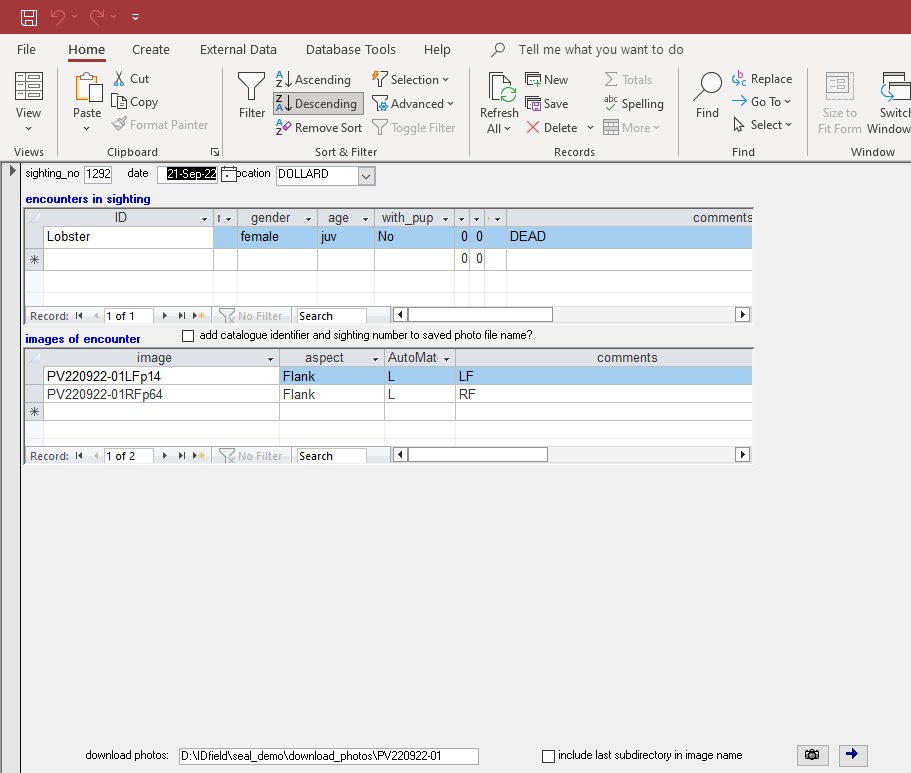 File Home Create External Data Database Tools Help Tell me what you want to do
View
Views
Paste
Cut
Copy
Format Painter
Clipboard
Filter
Ascending
Descending
Remove Sort
Selection
Advanced
Toggle Filter
Sort & Filter
Refresh
All
New
Save
Delete
Totals
Spelling
More
Records
Find
Replace
Go To
Select
Find
Size to
Fit Form
Switch
Window
Window
sighting_no 1292 date 21-Sep-22 ocation DOLLARD
encounters in sighting
ID gender age with_pup comments
Lobster female juv No 0 0 DEAD
0 0
Record: 1 of 1 No Filter Search
images of encounter add catalogue identifier and sighting number to saved photo file name?
image aspect AutoMat comments
PV220922-01LFp14 Flank L LF
PV220922-01RFp64 Flank L RF
Record: 1 of 2 No Filter Search
download photos: D:\IDfield\seal_demo\download_photos\PV220922-01 include last subdirectory in image name